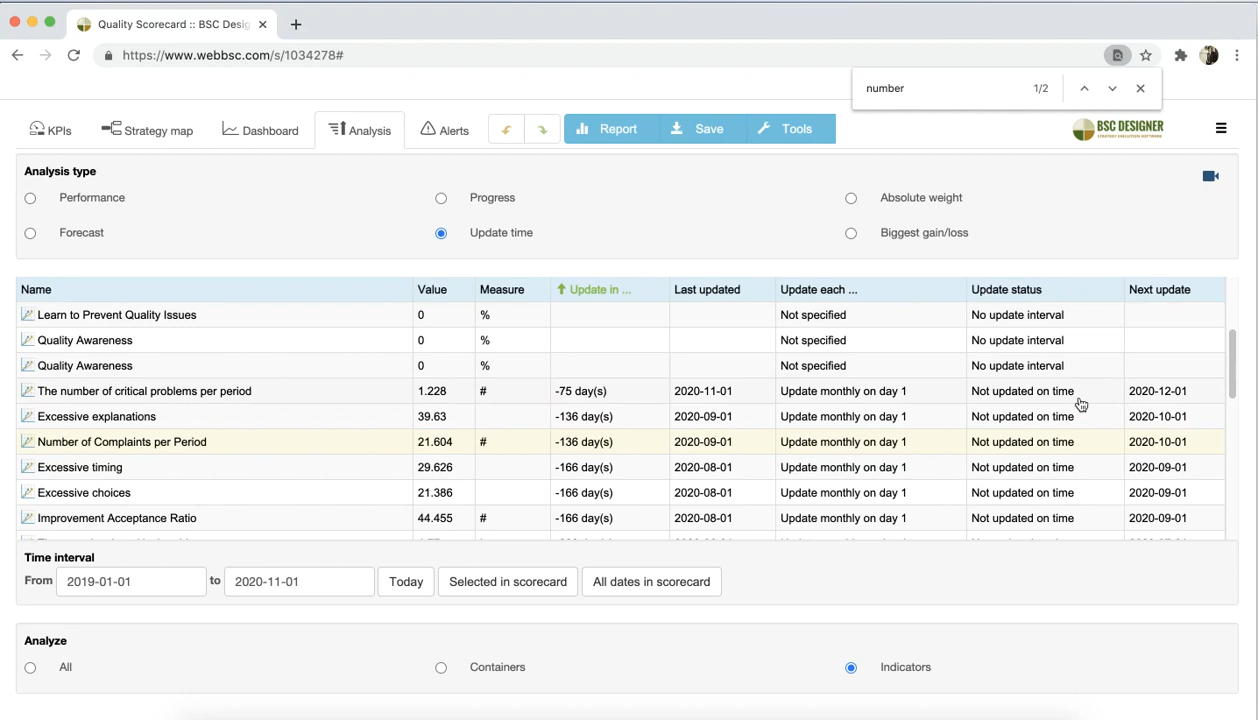 Quality Scorecard :: BSC Desig
https://www.webbsc.com/s/1034278#
number 1/2
KPIs Strategy map Dashboard Analysis Alerts Report Save Tools BSC DESIGNER
STRATEGY EXECUTION SOFTWARE
Analysis type
Performance Progress Absolute weight
Forecast Update time Biggest gain/loss
Name Value Measure Update in ... Last updated Update each ... Update status Next update
Learn to Prevent Quality Issues 0 % Not specified No update interval
Quality Awareness 0 % Not specified No update interval
Quality Awareness 0 % Not specified No update interval
The number of critical problems per period 1.228 # -75 day(s) 2020-11-01 Update monthly on day 1 Not updated on time 2020-12-01
Excessive explanations 39.63 -136 day(s) 2020-09-01 Update monthly on day 1 Not updated on time 2020-10-01
Number of Complaints per Period 21.604 # -136 day(s) 2020-09-01 Update monthly on day 1 Not updated on time 2020-10-01
Excessive timing 29.626 -166 day(s) 2020-08-01 Update monthly on day 1 Not updated on time 2020-09-01
Excessive choices 21.386 -166 day(s) 2020-08-01 Update monthly on day 1 Not updated on time 2020-09-01
Improvement Acceptance Ratio 44.455 # -166 day(s) 2020-08-01 Update monthly on day 1 Not updated on time 2020-09-01
Time interval
From 2019-01-01 to 2020-11-01 Today Selected in scorecard All dates in scorecard
Analyze
All Containers Indicators